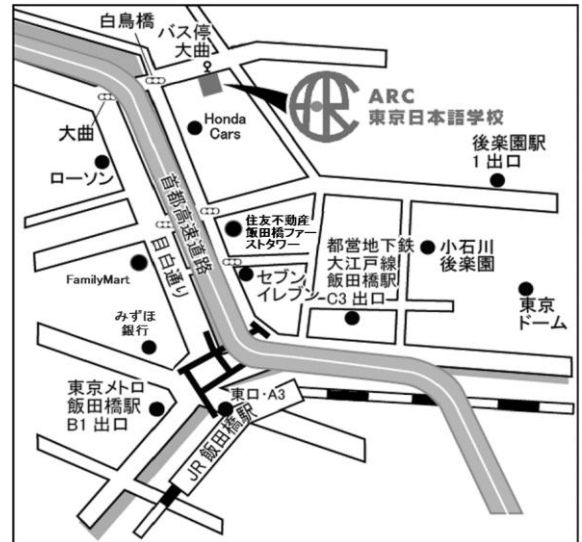 白鳥橋
バス停
大曲
ARC
東京日本語学校
大曲
Honda
Cars
ローソン
後楽園駅
1出口
首都高速道路
目白通り
住友不動産
飯田橋ファー
ストタワー
都営地下鉄
大江戸線
飯田橋駅
C3出口
小石川
後楽園
FamilyMart
セブン
イレブン
東京
ドーム
みずほ
銀行
東京メトロ
飯田橋駅
B1出口
東口・A3
JR飯田橋駅